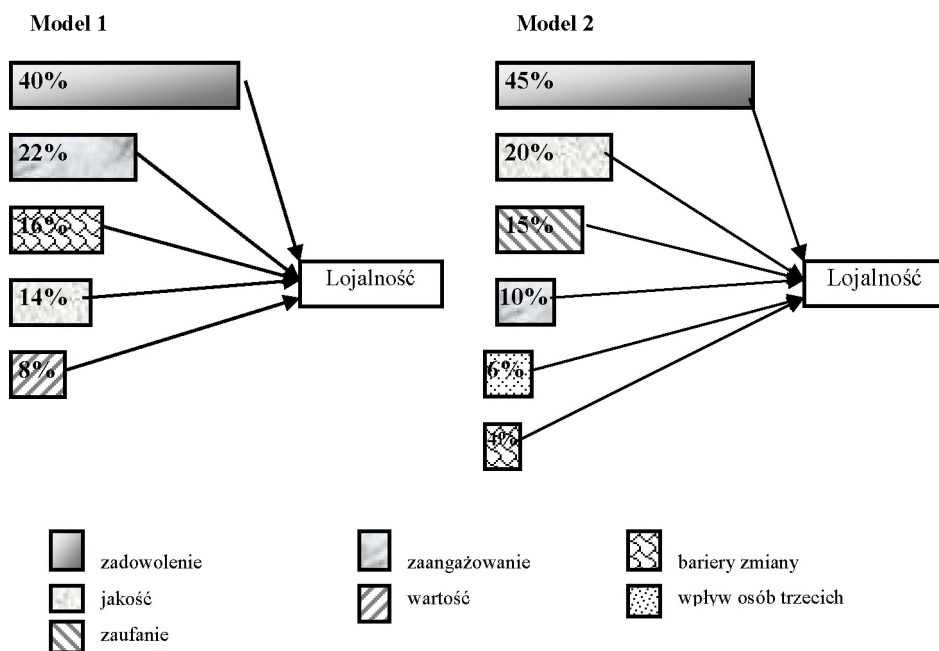 Model 1
Model 2
40%
45%
22%
20%
16%
15%
Lojalność
Lojalność
14%
10%
8%
6%
4%
zadowolenie
zaangażowanie
bariery zmiany
jakość
wartość
wpływ osób trzecich
zaufanie